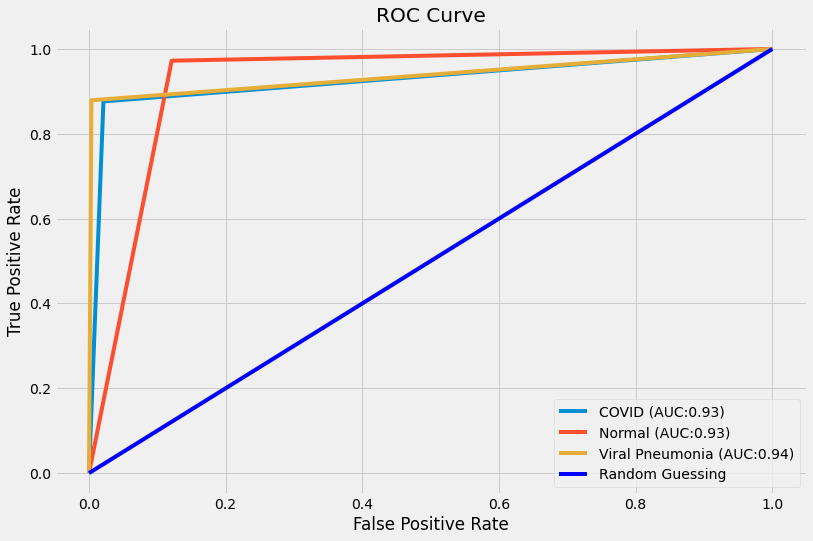 ROC Curve
True Positive Rate
1.0
0.8
0.6
0.4
0.2
0.0
0.0 0.2 0.4 0.6 0.8 1.0
False Positive Rate
COVID (AUC:0.93)
Normal (AUC:0.93)
Viral Pneumonia (AUC:0.94)
Random Guessing